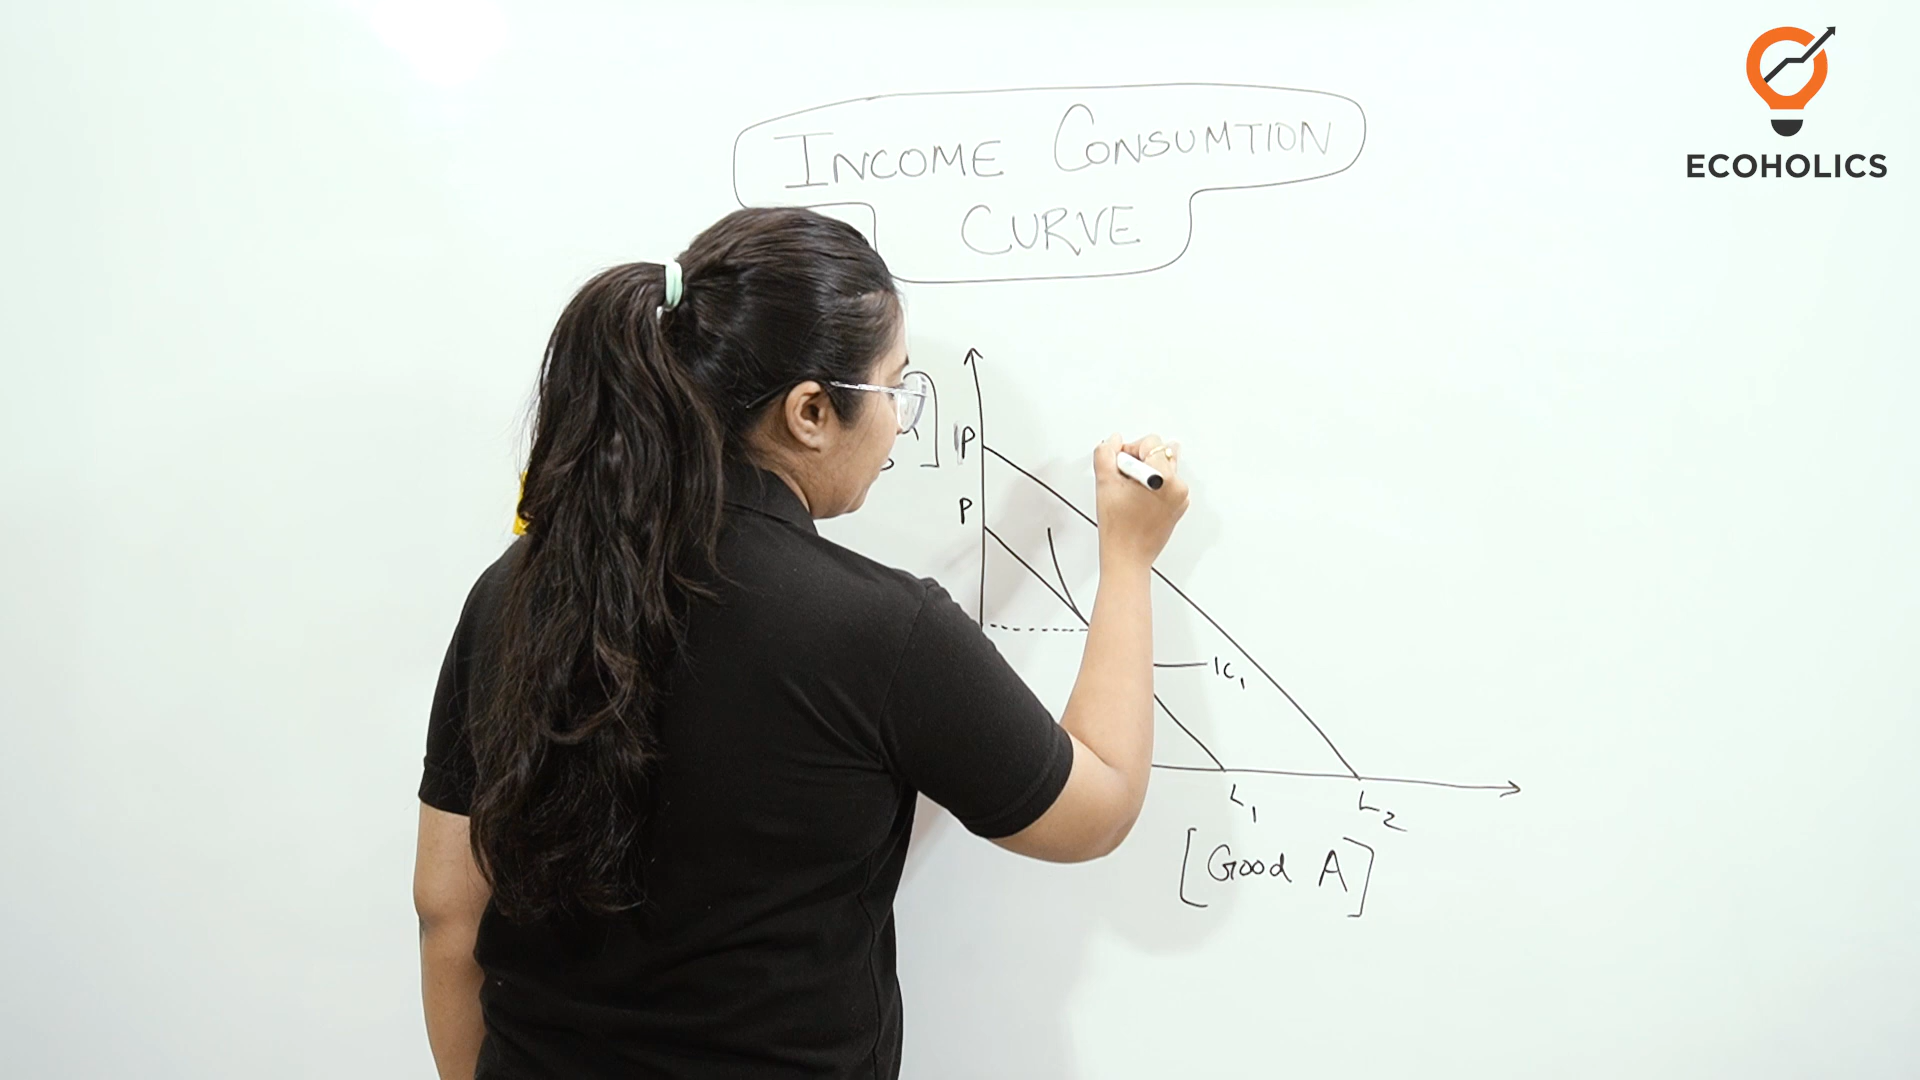 ECOHOLICS
INCOME CONSUMTION
CURVE
P
P
IC1
L1
L2
[Good A]